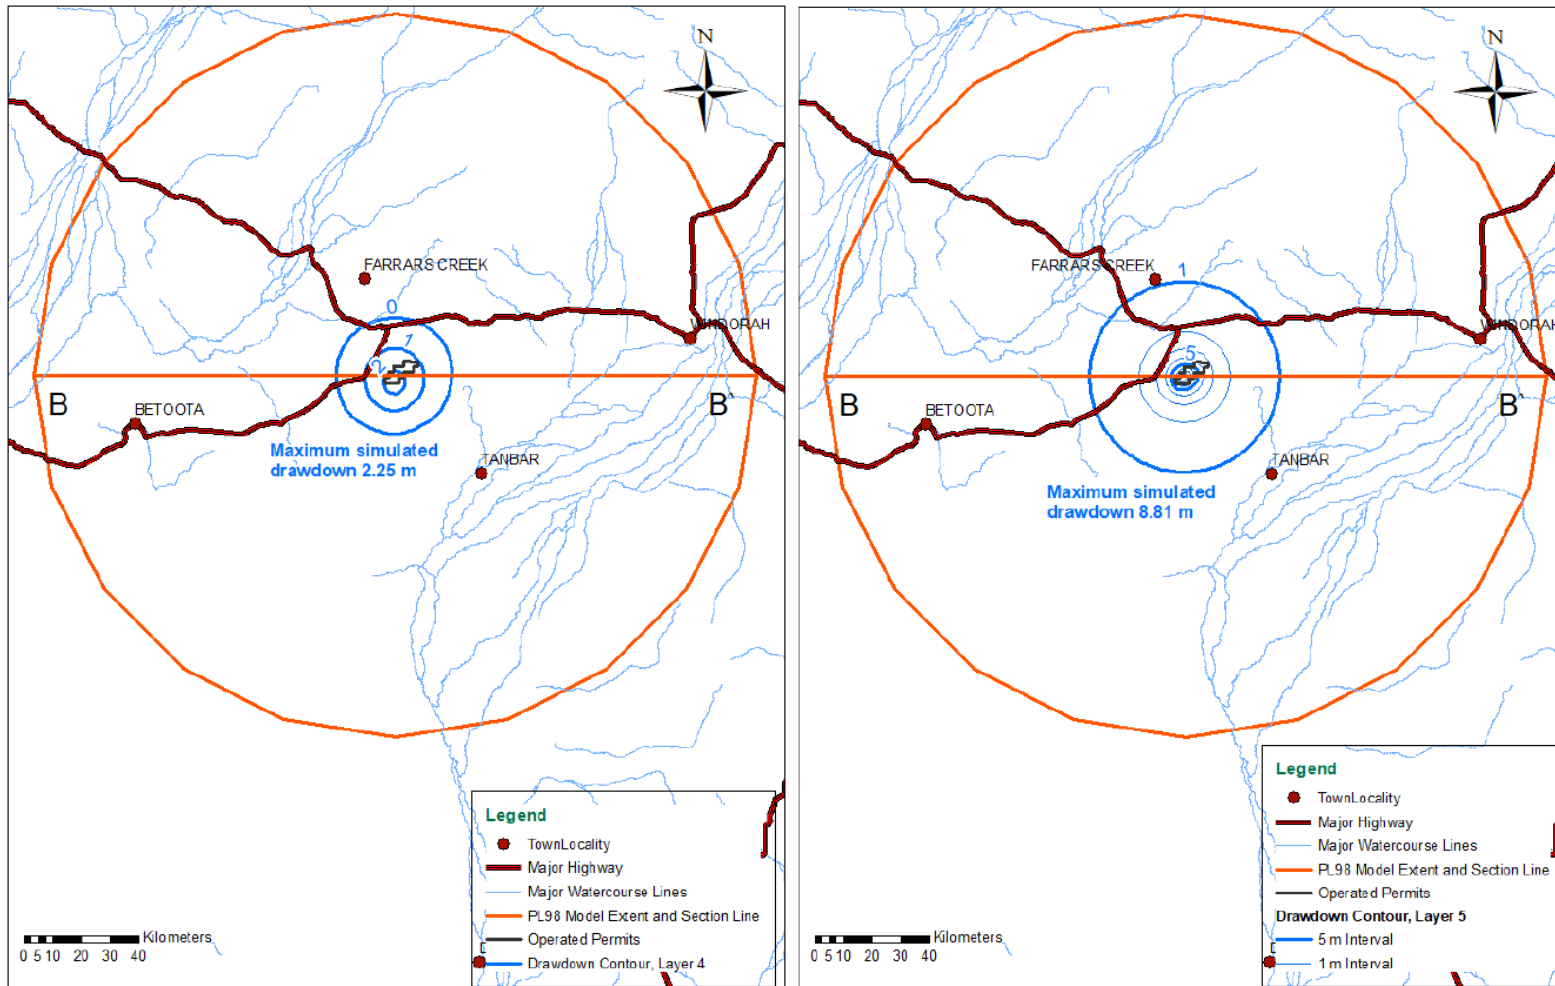 N
FARRARS CREEK
0
1
2
WINDORAH
B
B`
BETOOTA
Maximum simulated
drawdown 2.25 m
TANBAR
Legend
TownLocality
Major Highway
Major Watercourse Lines
PL98 Model Extent and Section Line
Operated Permits
Drawdown Contour, Layer 4
Kilometers
0 5 10 20 30 40
N
FARRARS CREEK
1
5
WINDORAH
B
B`
BETOOTA
TANBAR
Maximum simulated
drawdown 8.81 m
Legend
TownLocality
Major Highway
Major Watercourse Lines
PL98 Model Extent and Section Line
Operated Permits
Drawdown Contour, Layer 5
5 m Interval
1 m Interval
Kilometers
0 5 10 20 30 40